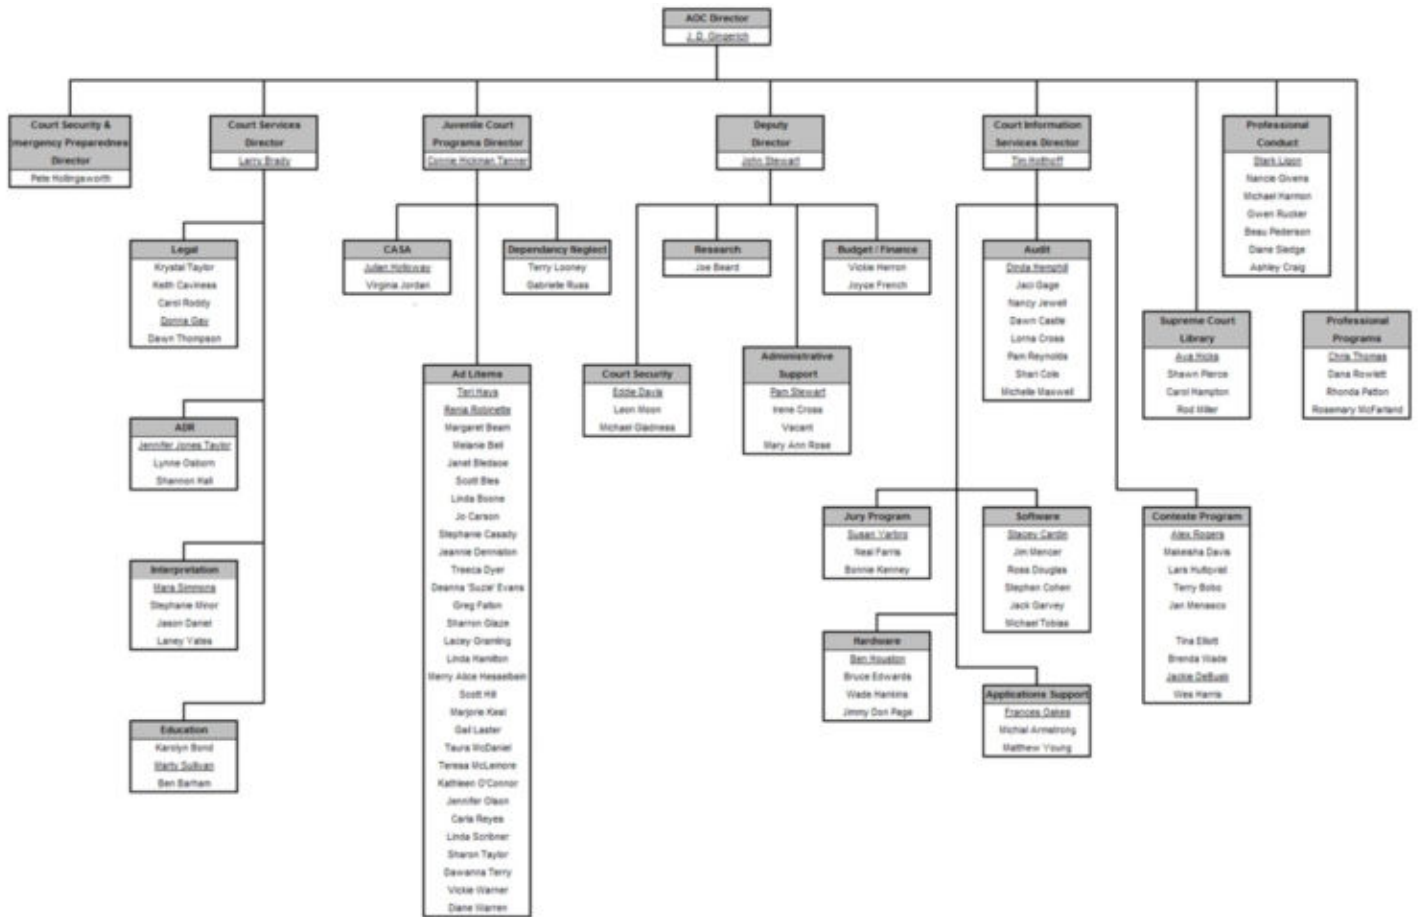 AOC Director
J. D. Gingerich
Court Security &
mergency Preparednes
Director
Pete Hollingsworth
Court Services
Director
Larry Brady
Juvenile Court
Programs Director
Connie Hickman Tanner
Deputy
Director
John Stewart
Court Information
Services Director
Tim Holthoff
Professional
Conduct
Stark Ligon
Nancie Givens
Michael Harmon
Gwen Rucker
Beau Pederson
Diane Sledge
Ashley Craig
Legal
Krystal Taylor
Keith Caviness
Carol Roddy
Donna Gay
Dawn Thompson
CASA
Julien Holloway
Virginia Jordan
Dependancy Neglect
Terry Looney
Gabrielle Russ
Research
Joe Beard
Budget / Finance
Vickie Herron
Joyce French
Audit
Dinda Hemphill
Jaci Gage
Nancy Jewell
Dawn Castle
Lorna Cross
Pam Reynolds
Shari Cole
Michelle Maxwell
Supreme Court
Library
Ava Hicks
Shawn Pierce
Carol Hampton
Rod Miller
Professional
Programs
Chris Thomas
Dana Rowlett
Rhonda Patton
Rosemary McFarland
Ad Litems
Teri Hays
Renia Robinette
Margaret Beam
Melanie Bell
Janet Bledsoe
Scott Bles
Linda Boone
Jo Carson
Stephanie Casady
Jeannie Denniston
Treeca Dyer
Deanna 'Suzie' Evans
Greg
Sharron Glaze
Lacey Gramling
Linda Hamilton
Merry Alice Hesselbein
Scott Hill
Marjorie Kesl
Gail Laster
Taura McDaniel
Teresa McLemore
Kathleen O'Connor
Jennifer Olson
Carla Reyes
Linda Scribner
Sharon Taylor
Dawanna Terry
Vickie Warner
Diane Warren
Court Security
Eddie Davis
Leon Moon
Michael Gladness
Administrative
Support
Pam Stewart
Irene Cross
Vacant
Mary Ann Rose
ADR
Jennifer Jones Taylor
Lynne Osborn
Shannon Hall
Jury Program
Susan Yarbro
Neal Farris
Bonnie Kenney
Software
Stacey Cardin
Jim Mencer
Ross Douglas
Stephen Cohen
Jack Garvey
Michael Tobias
Contexte Program
Alex Rogers
Makeisha Davis
Lars Hultqvist
Terry Bobo
Jan Menasco
Tina Elliott
Brenda Wade
Jackie DeBusk
Wes Harris
Interpretation
Mara Simmons
Stephanie Minor
Jason Daniel
Laney Yates
Hardware
Ben Houston
Bruce Edwards
Wade Hankins
Jimmy Don Page
Applications Support
Frances Oakes
Michial Armstrong
Matthew Young
Education
Karolyn Bond
Marty Sullivan
Ben Barham